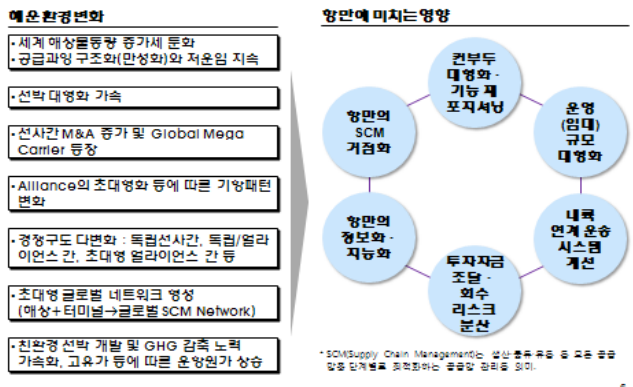 해운환경변화
• 세계 해상물동량 증가세 둔화
• 공급과잉 구조화(만성화)와 저운임 지속
• 선박 대형화 가속
• 선사간 M&A 증가 및 Global Mega
Carrier 등장
• Alliance의 초대형화 등에 따른 기항패턴
변화
• 경쟁구도 다변화 : 독립선사간, 독립/얼라
이언스 간, 초대형 얼라이언스 간 등
• 초대형 글로벌 네트워크 형성
(해상+터미널→글로벌 SCM Network)
• 친환경 선박 개발 및 GHG 감축 노력
가속화, 고유가 등에 따른 운항원가 상승
항만에 미치는영향
컨부두
대형화 ·
기능 재
포지셔닝
운영
(임대)
규모
대형화
내륙
연계 운송
시스템
개선
투자자금
조달 ·
회수
리스크
분산
항만의
정보화 ·
지능화
항만의
SCM
거점화
* SCM(Supply Chain Management)는 생산·물류·유통 등 모든 공급
망을 단계별로 최적화하는 공급망 관리를 의미.